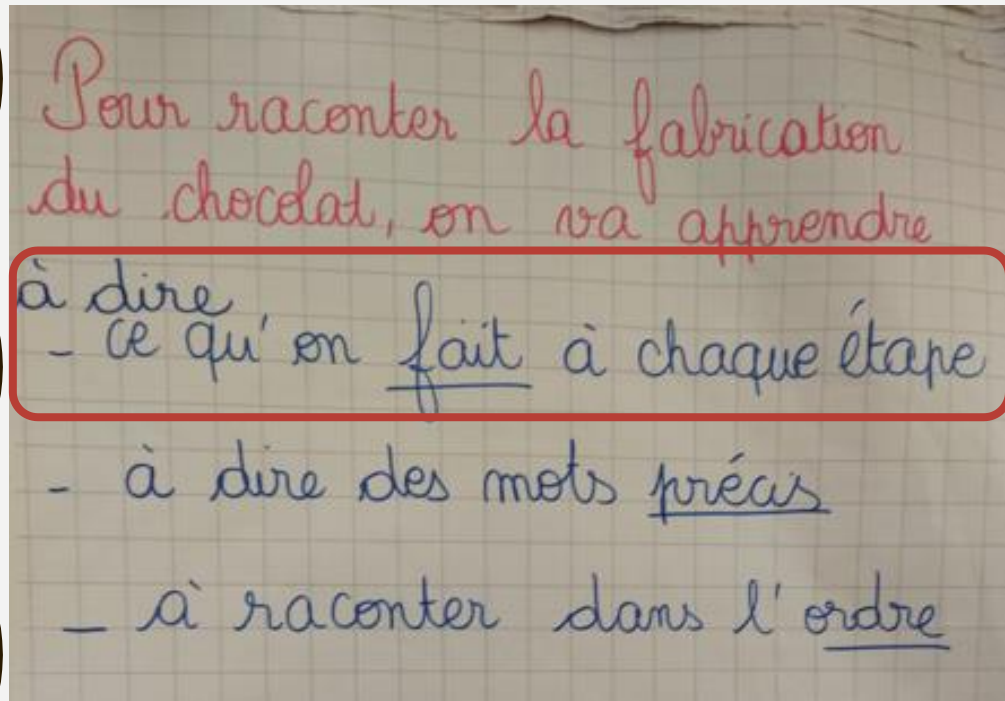 Pour raconter la fabrication
du chocolat, on va apprendre
à dire
- ce qu'on fait à chaque étape
- à dire des mots précis
- à raconter dans l'ordre